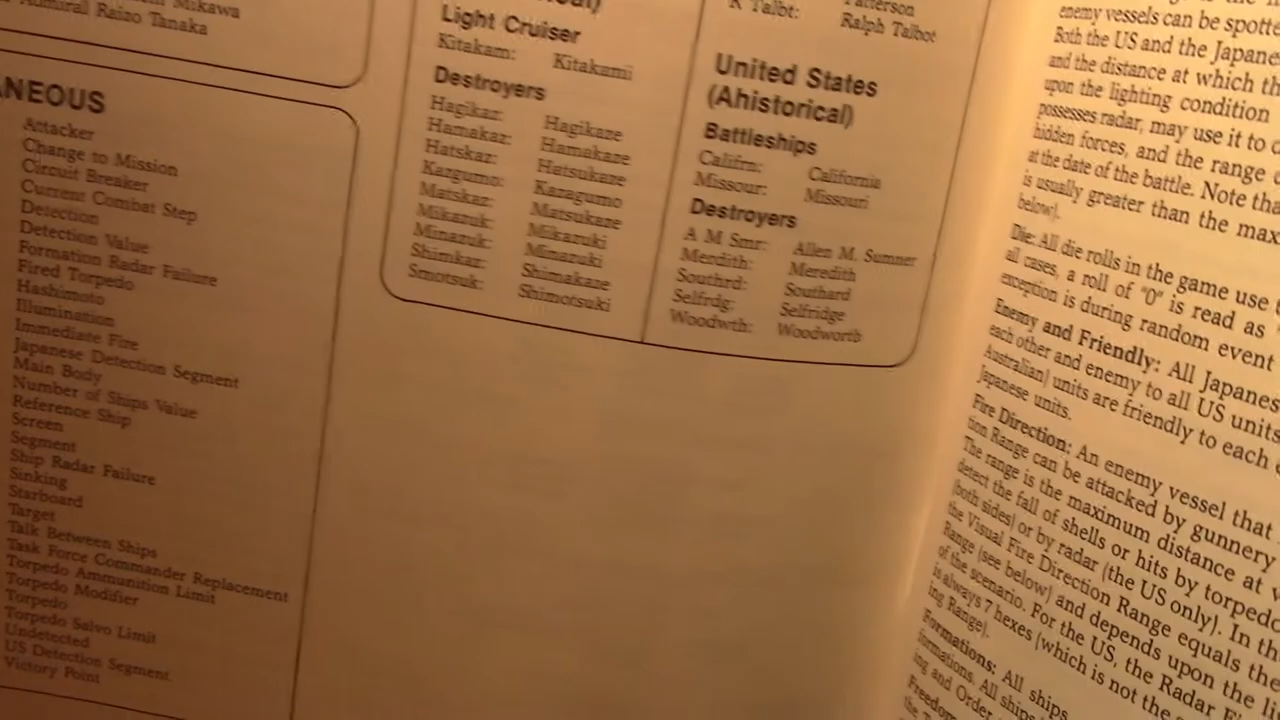 Mikawa
Admiral Raizo Tanaka
ANEOUS
Attacker
Change to Mission
Circuit Breaker
Current Combat Step
Detection
Detection Value
Formation Radar Failure
Fired Torpedo
Hashimoto
Illumination
Immediate Fire
Japanese Detection Segment
Main Body
Number of Ships Value
Reference Ship
Screen
Segment
Ship Radar Failure
Sinking
Starboard
Target
Talk Between Ships
Task Force Commander Replacement
Torpedo Ammunition Limit
Torpedo Modifier
Torpedo
Torpedo Salvo Limit
Undetected
US Detection Segment
Victory Point
Light Cruiser
Kitakam: Kitakami
Destroyers
Hagikaz: Hagikaze
Hamakaz: Hamakaze
Hatskaz: Hatsukaze
Kazgumo: Kazagumo
Matskaz: Matsukaze
Mikazuk: Mikazuki
Minazuk: Minazuki
Shimkaz: Shimakaze
Smotsuk: Shimotsuki
Patterson
R Talbt: Ralph Talbot
United States
(Ahistorical)
Battleships
Califrn: California
Missour: Missouri
Destroyers
A M Smr: Allen M. Sumner
Merdith: Meredith
Southrd: Southard
Selfrdg: Selfridge
Woodwth: Woodworth
enemy vessels can be spotte
Both the US and the Japane
and the distance at which th
upon the lighting condition
possesses radar, may use it to d
hidden forces, and the range
at the date of the battle. Note tha
is usually greater than the max
below).
Die: All die rolls in the game use
all cases, a roll of "0" is read as
exception is during random event
Enemy and Friendly: All Japanes
each other and enemy to all US units
Australian) units are friendly to each
Japanese units.
Fire Direction: An enemy vessel that
tion Range can be attacked by gunnery
The range is the maximum distance at
detect the fall of shells or hits by torpedo
(both sides) or by radar (the US only). In th
the Visual Fire Direction Range equals the
Range (see below) and depends upon the li
of the scenario. For the US, the Radar Fi
is always 7 hexes (which is not the
ing Range).
Formations: All ships
formations. All ships
ing and Order
Freedom